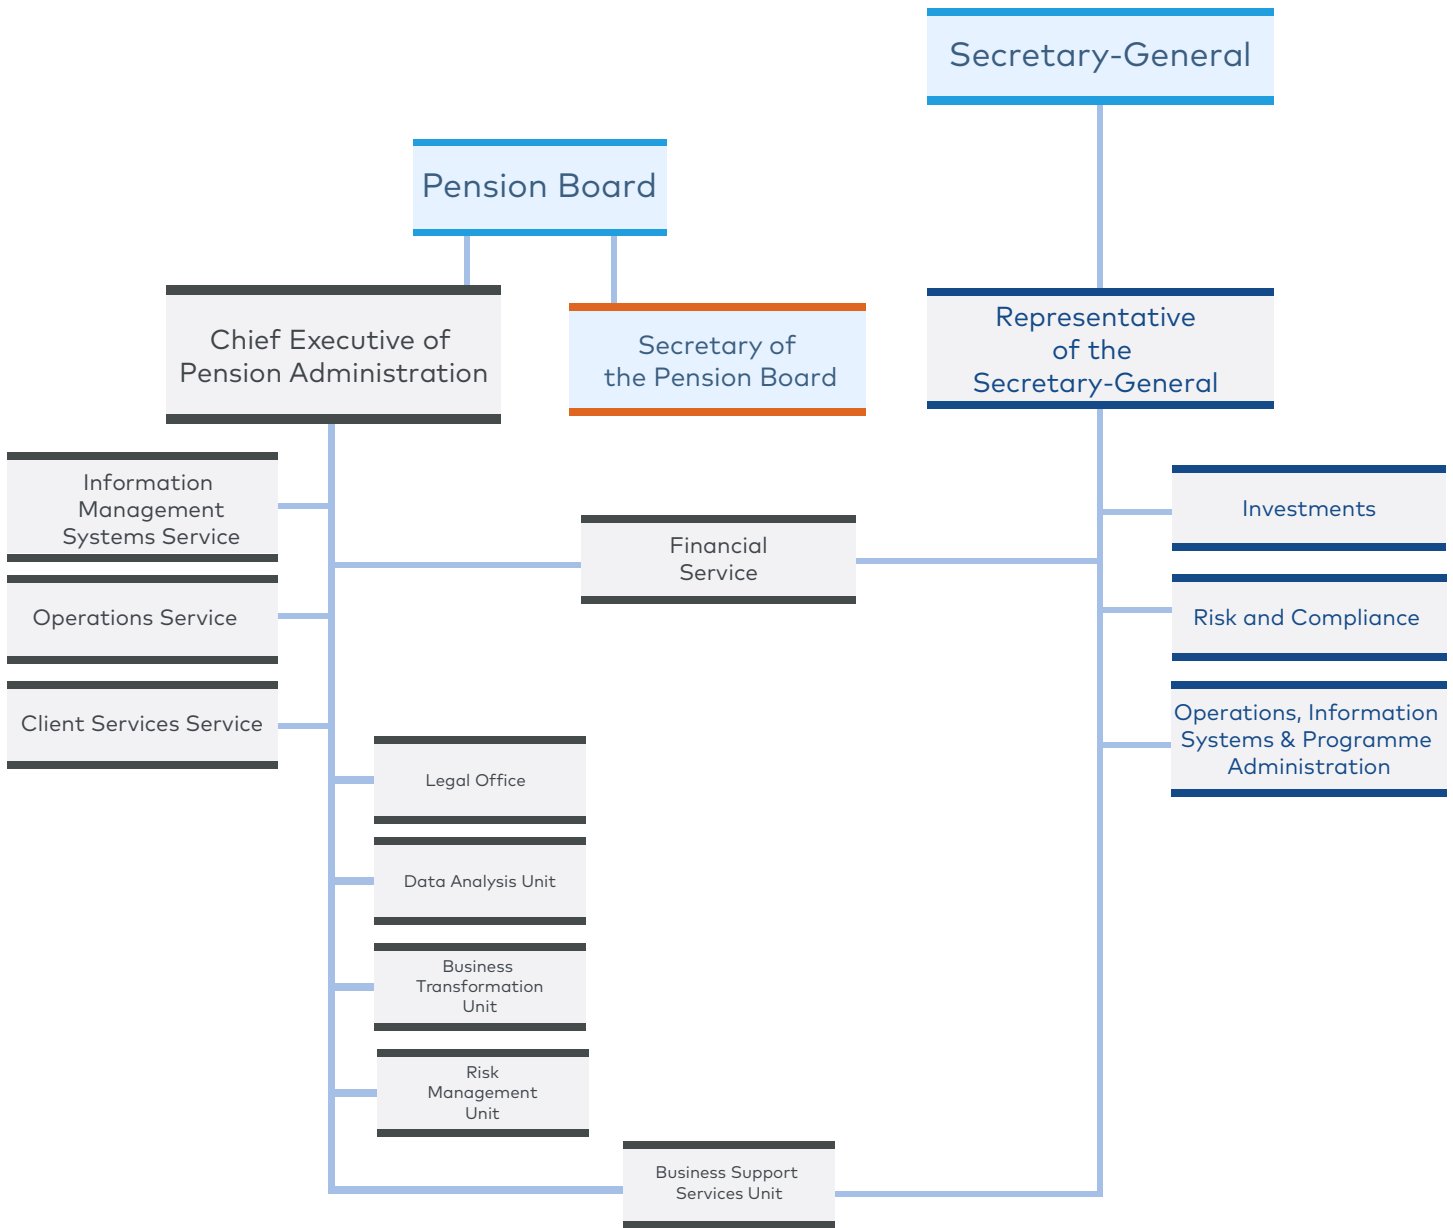 Secretary-General
Pension Board
Chief Executive of
Pension Administration
Secretary of
the Pension Board
Representative
of the
Secretary-General
Information
Management
Systems Service
Operations Service
Client Services Service
Financial
Service
Investments
Risk and Compliance
Operations, Information
Systems & Programme
Administration
Legal Office
Data Analysis Unit
Business
Transformation
Unit
Risk
Management
Unit
Business Support
Services Unit